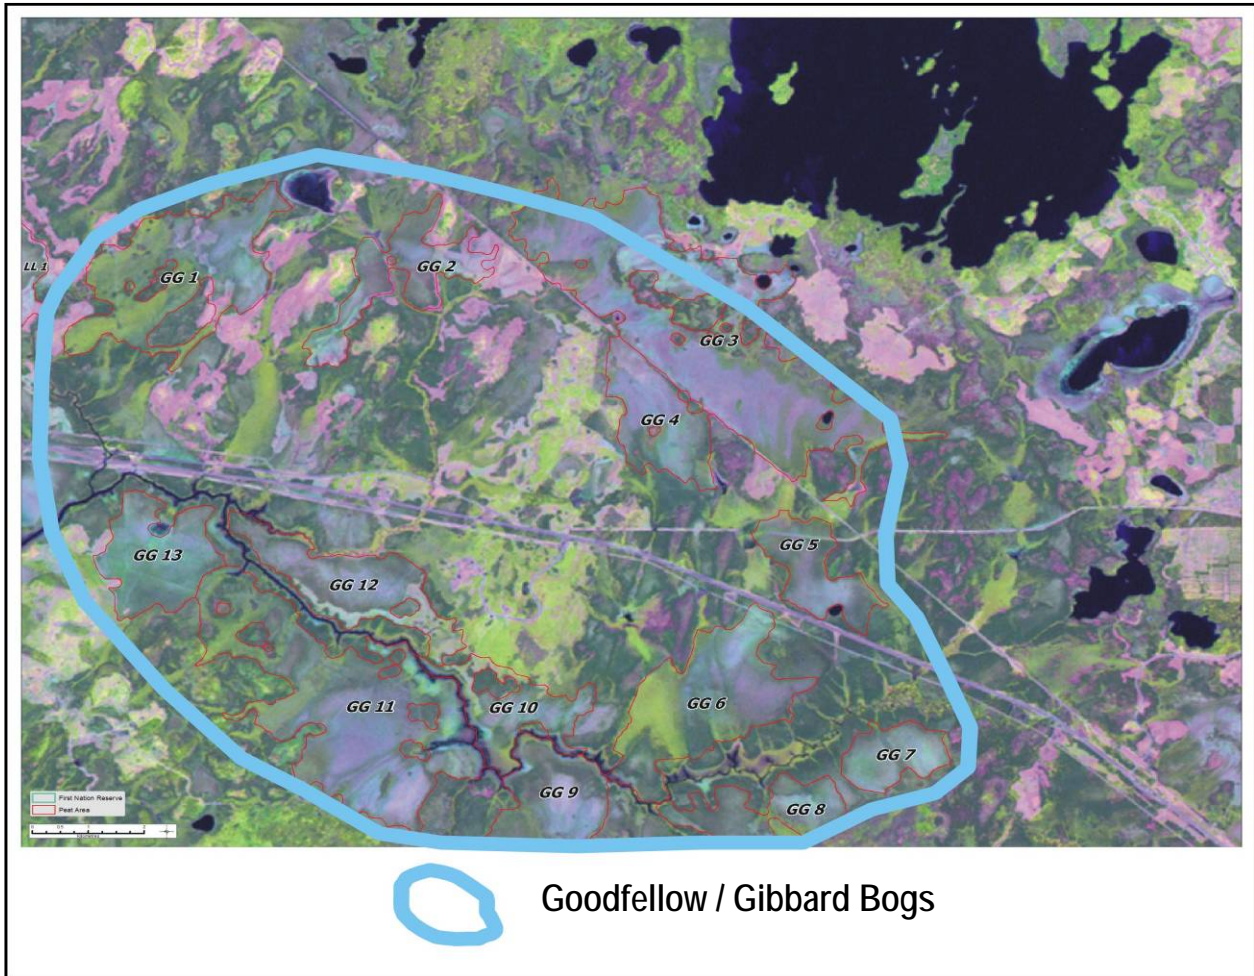 LL 1
GG 1
GG 2
GG 3
GG 4
GG 5
GG 13
GG 12
GG 11
GG 10
GG 6
GG 7
GG 9
GG 8
First Nation Reserve
Peat Area
Goodfellow / Gibbard Bogs